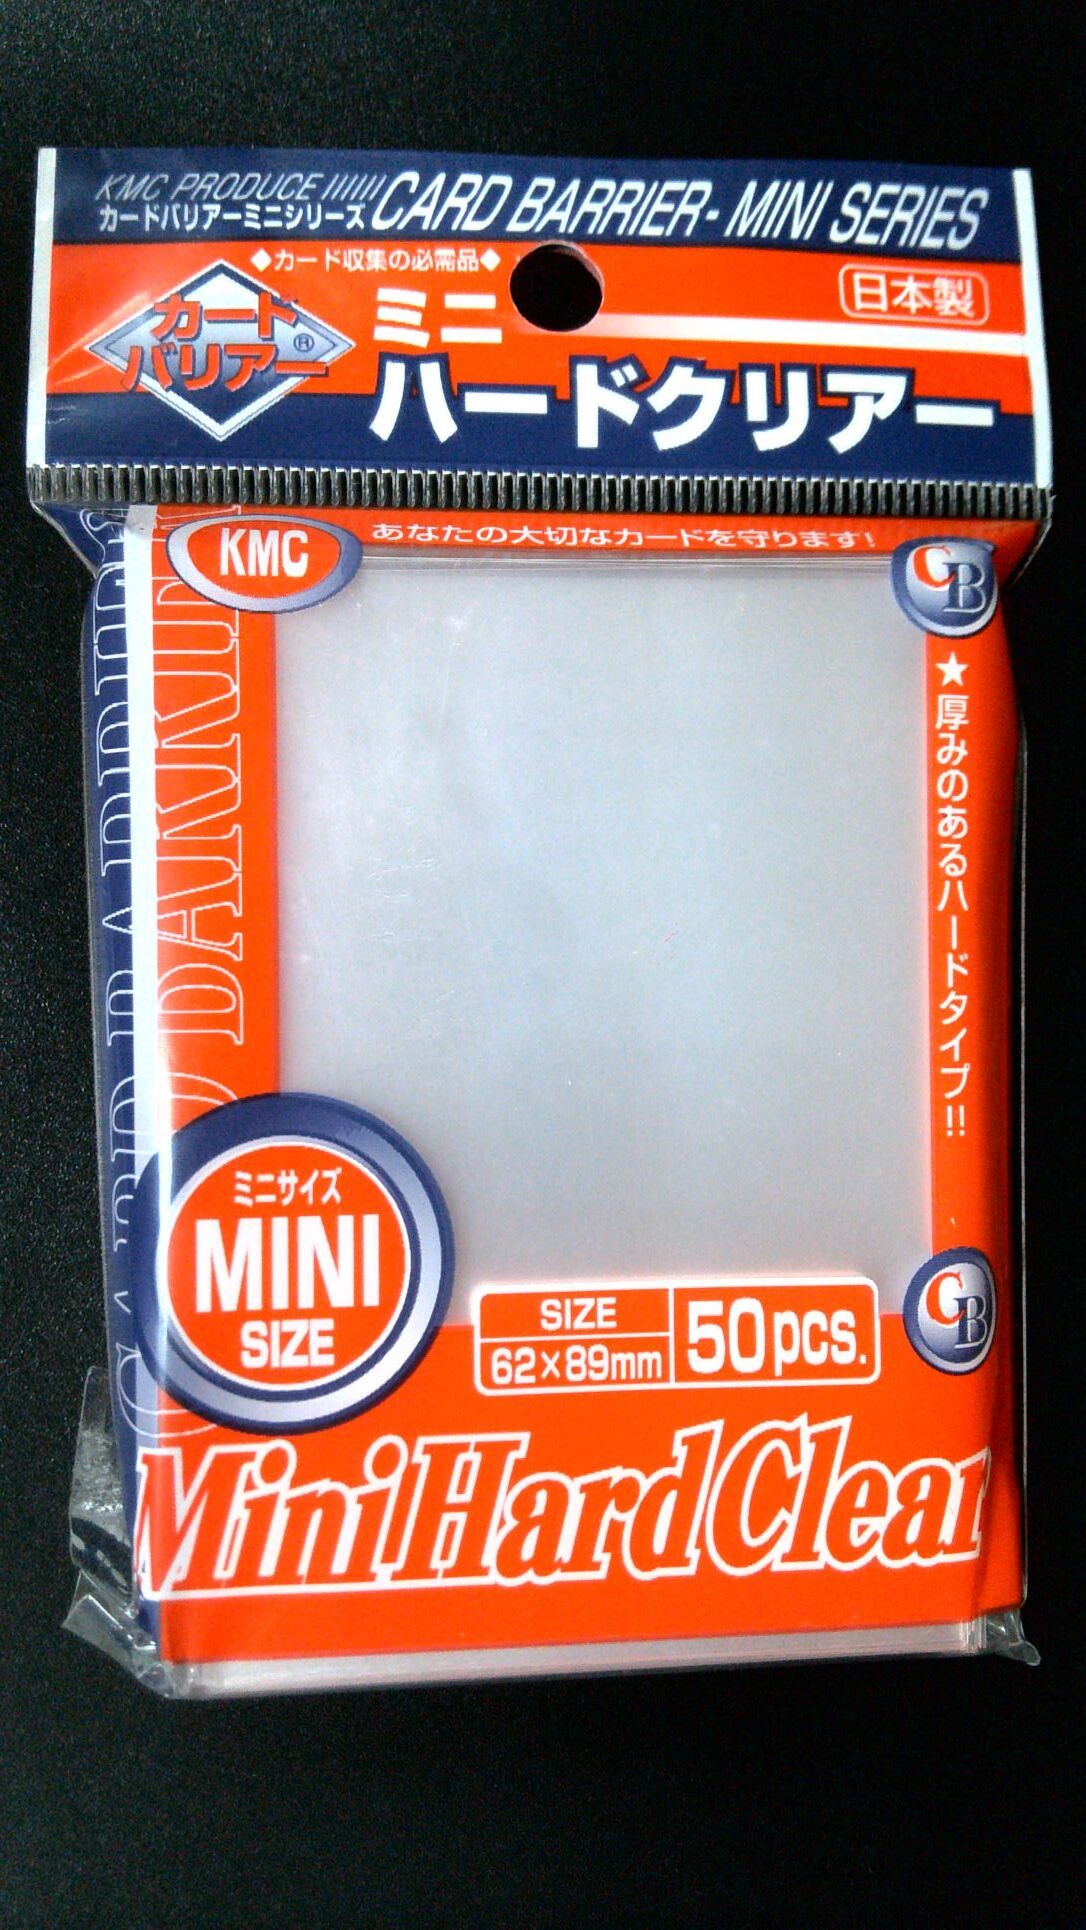 KMC PRODUCE //////
カードバリアーミニシリーズ
CARD BARRIER- MINI SERIES
◆カード収集の必需品◆
日本製
カード
バリアー®
ミニ
ハードクリアー
KMC
あなたの大切なカードを守ります!
CB
★厚みのあるハードタイプ!!
ミニサイズ
MINI
SIZE
SIZE
62×89mm
50pcs.
CB
MiniHardClear